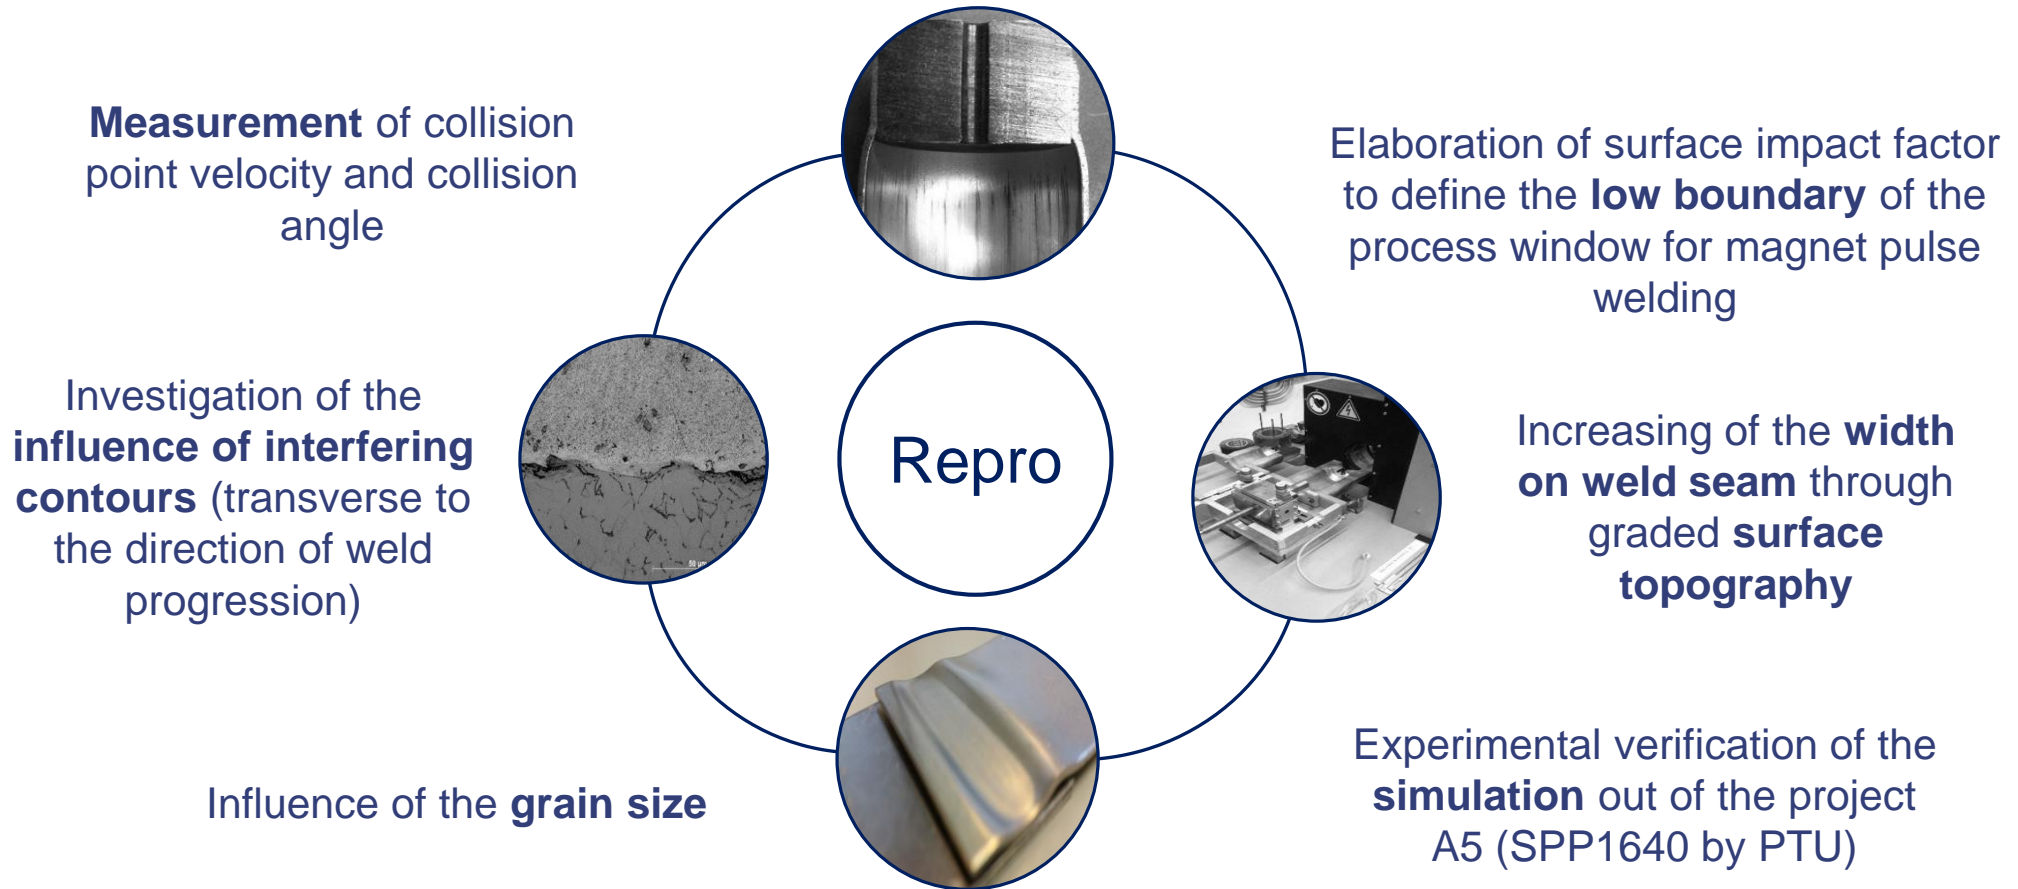 Measurement of collision
point velocity and collision
angle
Elaboration of surface impact factor
to define the low boundary of the
process window for magnet pulse
welding
Investigation of the
influence of interfering
contours (transverse to
the direction of weld
progression)
Repro
Increasing of the width
on weld seam through
graded surface
topography
50 µm
Influence of the grain size
Experimental verification of the
simulation out of the project
A5 (SPP1640 by PTU)